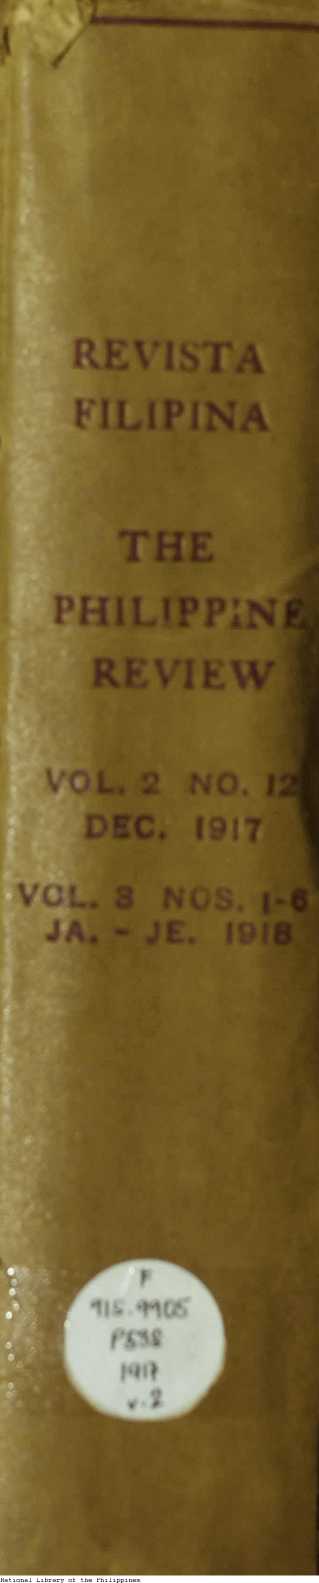 REVISTA
FILIPINA
THE
PHILIPPINE
REVIEW
VOL. 2 NO. 12
DEC. 1917
VOL. 3 NOS. 1-6
JA. - JE. 1918
F
915.9905
P538
1917
v.2
National Library of the Philippines